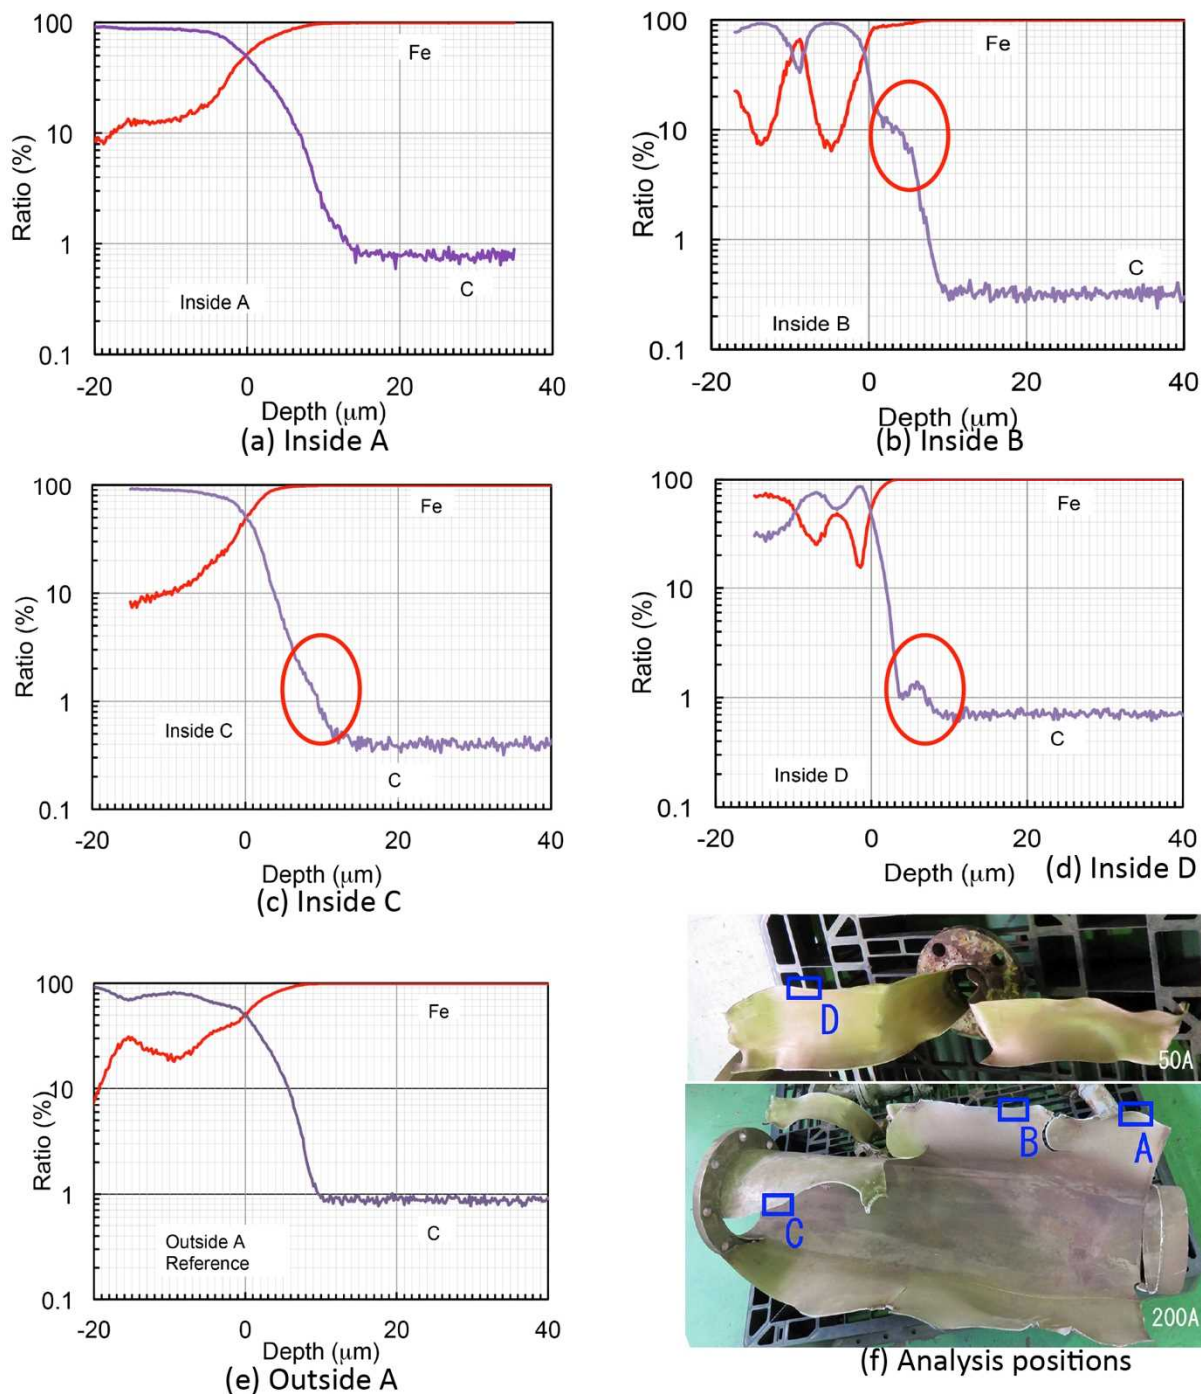 100
10
1
0.1
Ratio (%)
Fe
C
Inside A
-20
0
20
40
Depth (μm)
(a) Inside A
100
10
1
0.1
Ratio (%)
Fe
C
Inside B
-20
0
20
40
Depth (μm)
(b) Inside B
100
10
1
0.1
Ratio (%)
Fe
C
Inside C
-20
0
20
40
Depth (μm)
(c) Inside C
100
10
1
0.1
Ratio (%)
Fe
C
Inside D
-20
0
20
40
Depth (μm)
(d) Inside D
100
10
1
0.1
Ratio (%)
Fe
C
Outside A
Reference
-20
0
20
40
Depth (μm)
(e) Outside A
D
50A
B
A
C
200A
(f) Analysis positions